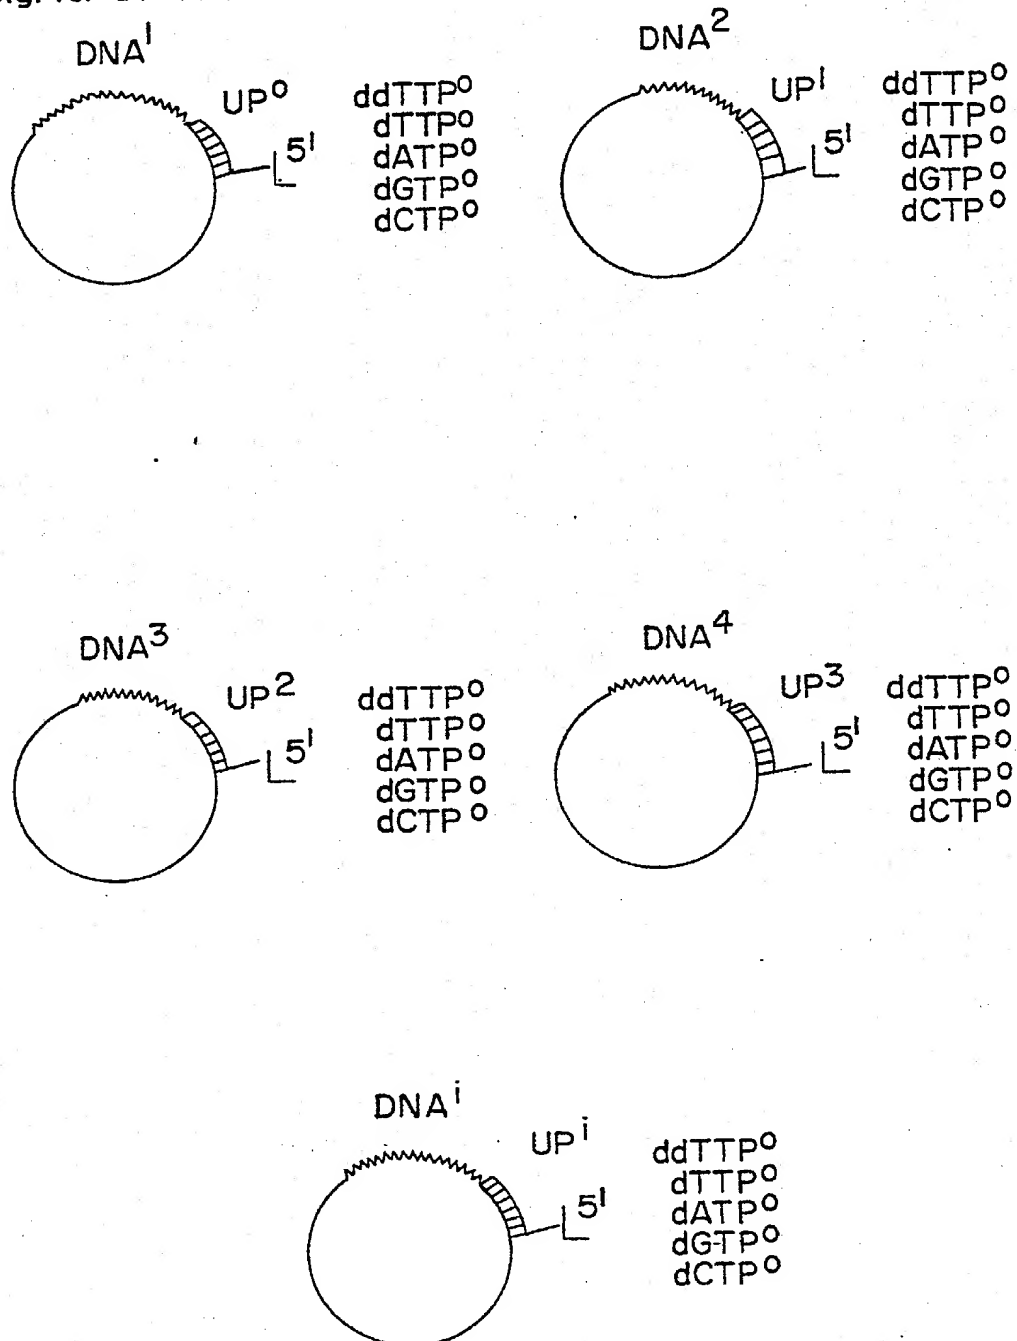 DNA¹
UP⁰
5'
ddTTP⁰
dTTP⁰
dATP⁰
dGTP⁰
dCTP⁰
DNA²
UP¹
5'
ddTTP⁰
dTTP⁰
dATP⁰
dGTP⁰
dCTP⁰
DNA³
UP²
5'
ddTTP⁰
dTTP⁰
dATP⁰
dGTP⁰
dCTP⁰
DNA⁴
UP³
5'
ddTTP⁰
dTTP⁰
dATP⁰
dGTP⁰
dCTP⁰
DNAⁱ
UPⁱ
5'
ddTTP⁰
dTTP⁰
dATP⁰
dGTP⁰
dCTP⁰